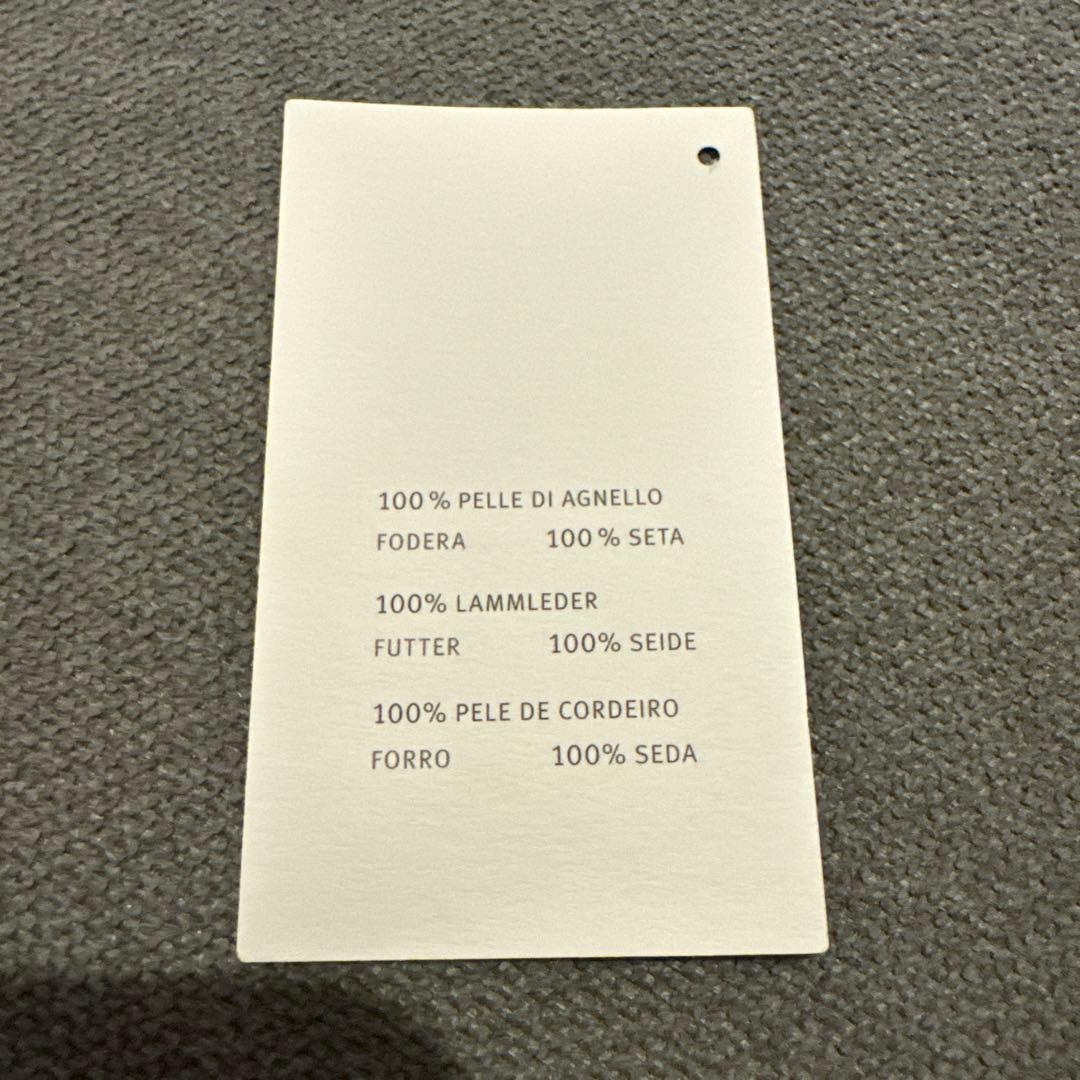 100 % PELLE DI AGNELLO
FODERA 100 % SETA
100% LAMMLEDER
FUTTER 100% SEIDE
100% PELE DE CORDEIRO
FORRO 100% SEDA